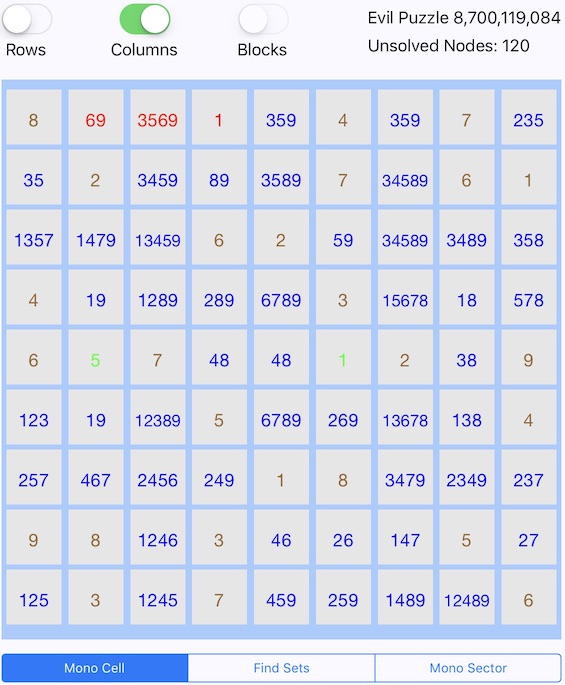 Evil Puzzle 8,700,119,084
Unsolved Nodes: 120
Rows Columns Blocks
8 69 3569 1 359 4 359 7 235
35 2 3459 89 3589 7 34589 6 1
1357 1479 13459 6 2 59 34589 3489 358
4 19 1289 289 6789 3 15678 18 578
6 5 7 48 48 1 2 38 9
123 19 12389 5 6789 269 13678 138 4
257 467 2456 249 1 8 3479 2349 237
9 8 1246 3 46 26 147 5 27
125 3 1245 7 459 259 1489 12489 6
Mono Cell Find Sets Mono Sector